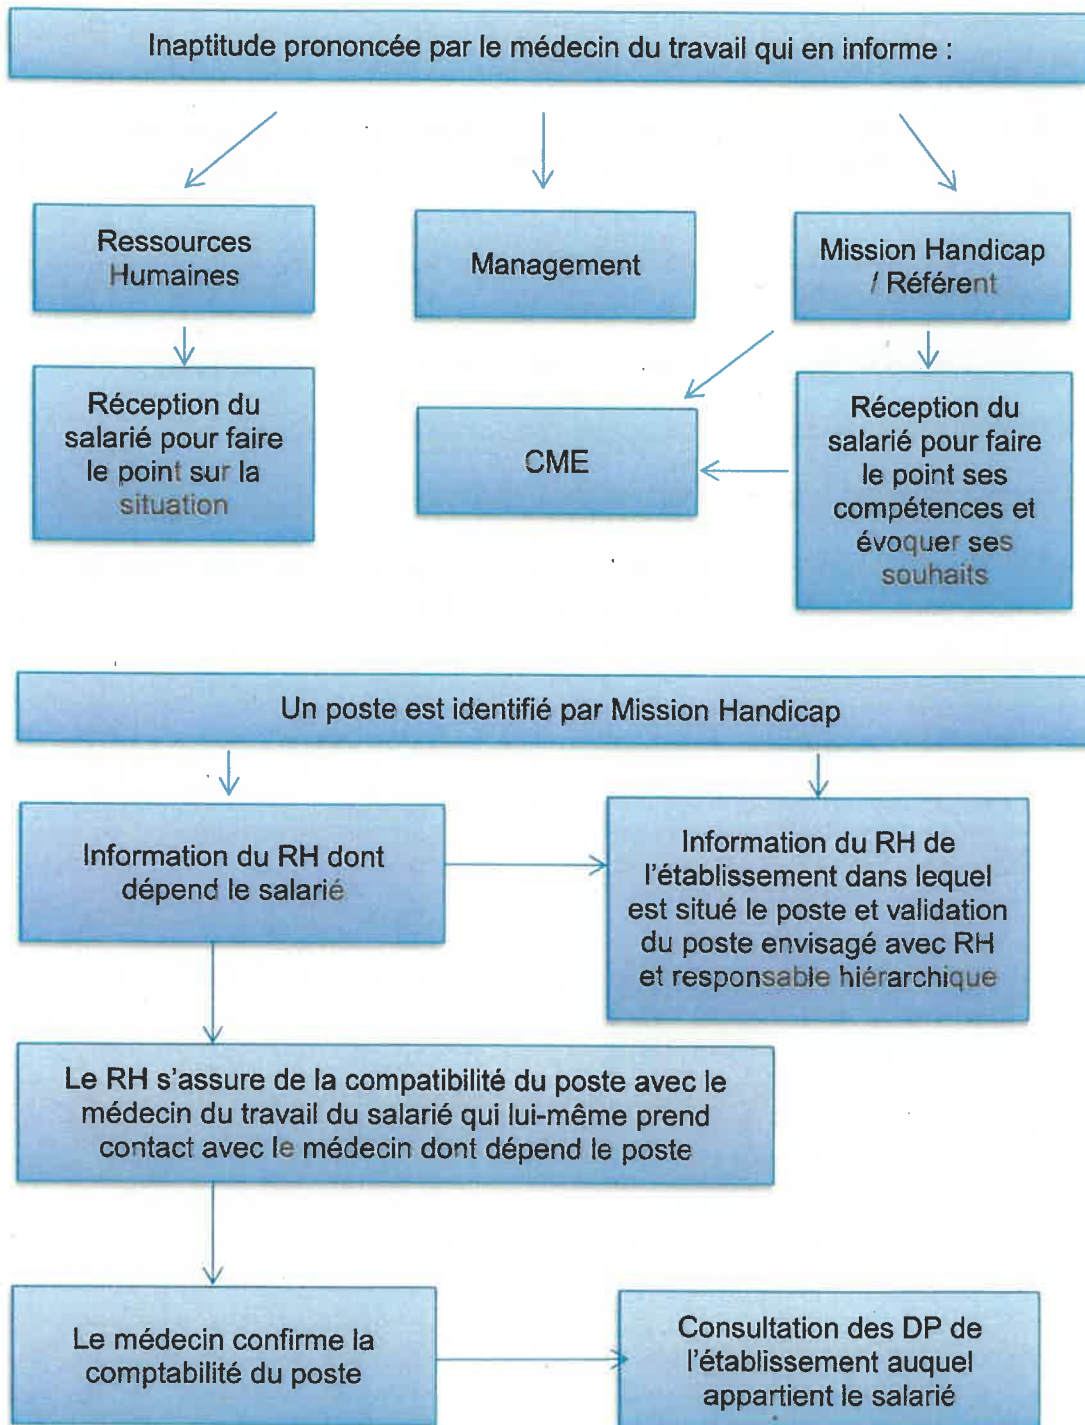 Inaptitude prononcée par le médecin du travail qui en informe :
Ressources
Humaines
Management
Mission Handicap
/ Référent
Réception du
salarié pour faire
le point sur la
situation
CME
Réception du
salarié pour faire
le point ses
compétences et
évoquer ses
souhaits
Un poste est identifié par Mission Handicap
Information du RH dont
dépend le salarié
Information du RH de
l'établissement dans lequel
est situé le poste et validation
du poste envisagé avec RH
et responsable hiérarchique
Le RH s'assure de la compatibilité du poste avec le
médecin du travail du salarié qui lui-même prend
contact avec le médecin dont dépend le poste
Le médecin confirme la
comptabilité du poste
Consultation des DP de
l'établissement auquel
appartient le salarié